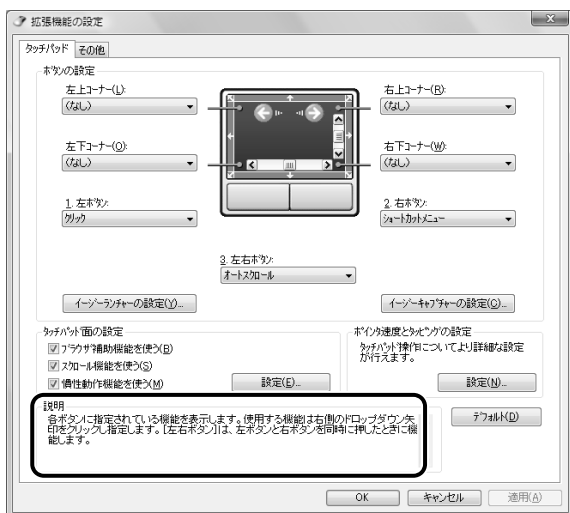 拡張機能の設定
タッチパッド その他
ボタンの設定
左上コーナー(L):
(なし)
右上コーナー(R):
(なし)
左下コーナー(O):
(なし)
右下コーナー(W):
(なし)
1. 左ボタン:
クリック
2. 右ボタン:
ショートカットメニュー
3. 左右ボタン:
オートスクロール
イージーランチャーの設定(Y)...
イージーキャプチャーの設定(C)...
タッチパッド面の設定
ブラウザ補助機能を使う(B)
スクロール機能を使う(S)
慣性動作機能を使う(M)
設定(E)...
ポインタ速度とタッピングの設定
タッチパッド操作についてより詳細な設定
が行えます。
設定(N)...
説明
各ボタンに指定されている機能を表示します。使用する機能は右側のドロップダウン矢
印をクリックし指定します。[左右ボタン]は、左ボタンと右ボタンを同時に押したときに機
能します。
デフォルト(D)
OK キャンセル 適用(A)